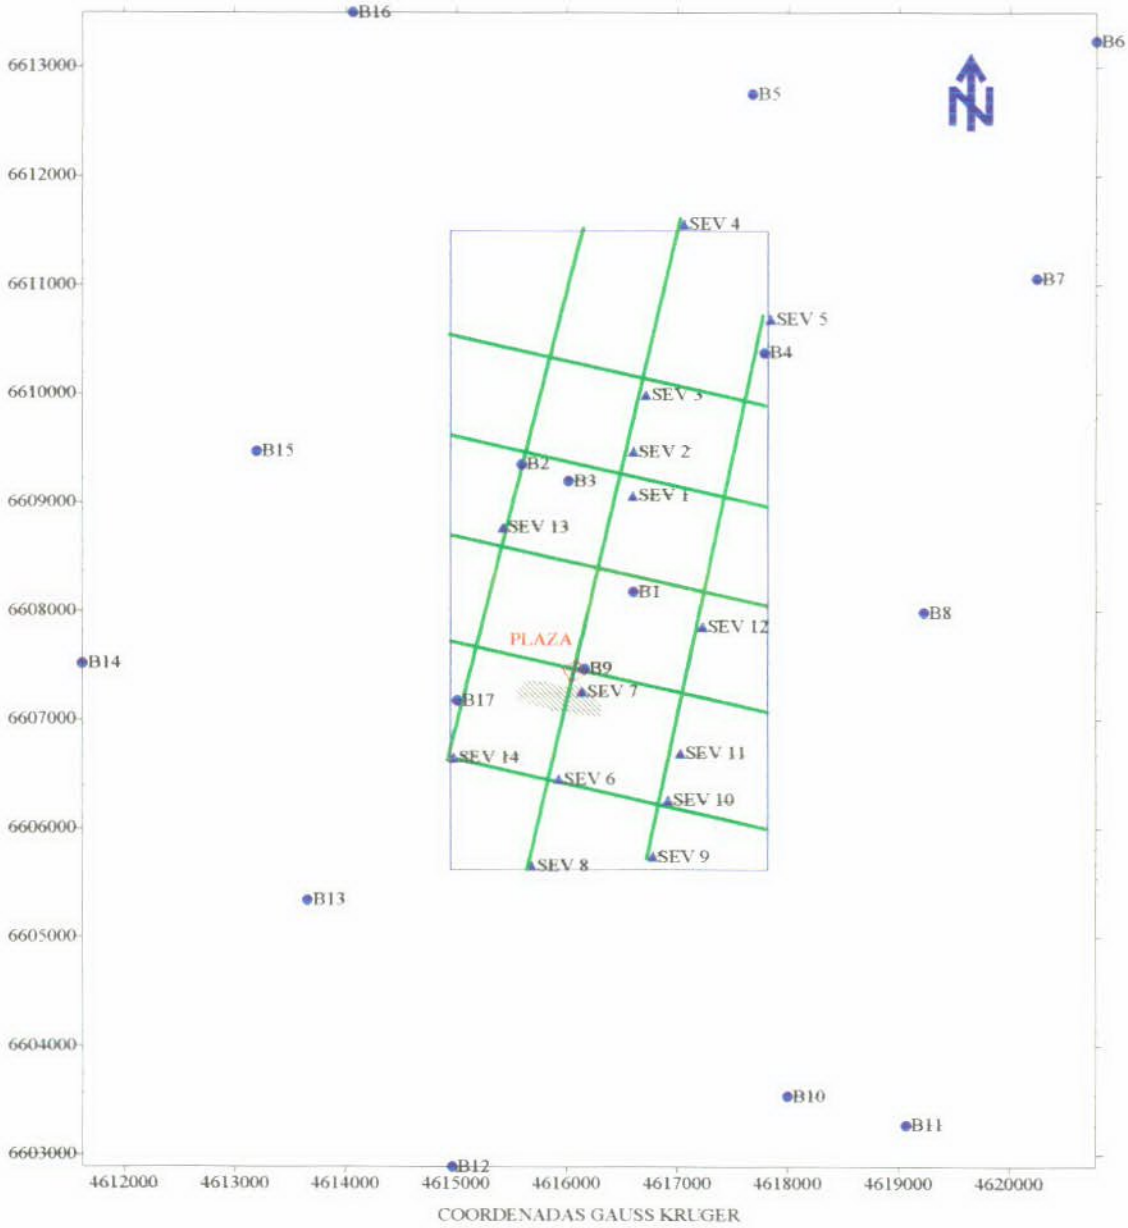 B16
6613000
B6
B5
N
6612000
SEV 4
6611000
B7
SEV 5
B4
6610000
SEV 3
B15
SEV 2
B2
B3
6609000
SEV 1
SEV 13
B1
6608000
B8
SEV 12
PLAZA
B14
B9
SEV 7
6607000
B17
SEV 14
SEV 11
SEV 6
SEV 10
6606000
SEV 9
SEV 8
B13
6605000
6604000
B10
B11
6603000
B12
4612000 4613000 4614000 4615000 4616000 4617000 4618000 4619000 4620000
COORDENADAS GAUSS KRUGER